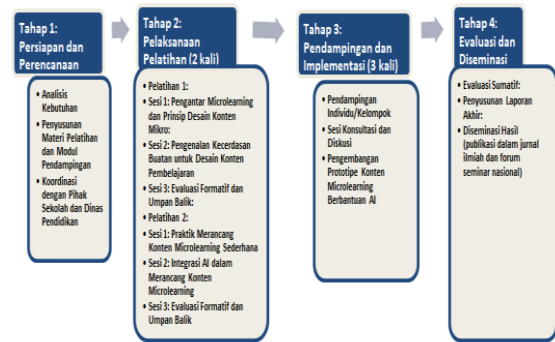 Tahap 1:
Persiapan dan
Perencanaan
• Analisis
Kebutuhan
• Penyusunan
Materi Pelatihan
dan Modul
Pendampingan
• Koordinasi
dengan Pihak
Sekolah dan Dinas
Pendidikan
Tahap 2:
Pelaksanaan
Pelatihan (2 kali)
• Pelatihan 1:
• Sesi 1: Pengantar Microlearning
dan Prinsip Desain Konten
Mikro:
• Sesi 2: Pengenalan Kecerdasan
Buatan untuk Desain Konten
Pembelajaran
• Sesi 3: Evaluasi Formatif dan
Umpan Balik:
• Pelatihan 2:
• Sesi 1: Praktik Merancang
Konten Microlearning Sederhana
• Sesi 2: Integrasi AI dalam
Merancang Konten
Microlearning
• Sesi 3: Evaluasi Formatif dan
Umpan Balik
Tahap 3:
Pendampingan dan
Implementasi (3 kali)
• Pendampingan
Individu/Kelompok
• Sesi Konsultasi dan
Diskusi
• Pengembangan
Prototipe Konten
Microlearning
Berbantuan AI
Tahap 4:
Evaluasi dan
Diseminasi
• Evaluasi Sumatif:
• Penyusunan Laporan
Akhir:
• Diseminasi Hasil
(publikasi dalam jurnal
ilmiah dan forum
seminar nasional)